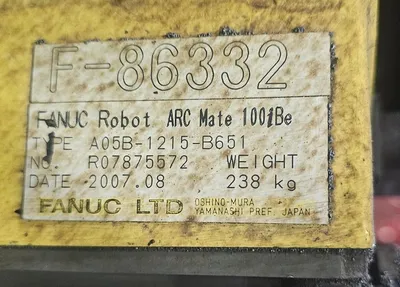 F-86332
FANUC Robot ARC Mate 100iBe
TYPE A05B-1215-B651
NO. R07875572 WEIGHT
DATE 2007.08 238 kg
FANUC LTD OSHINO-MURA
YAMANASHI PREF. JAPAN